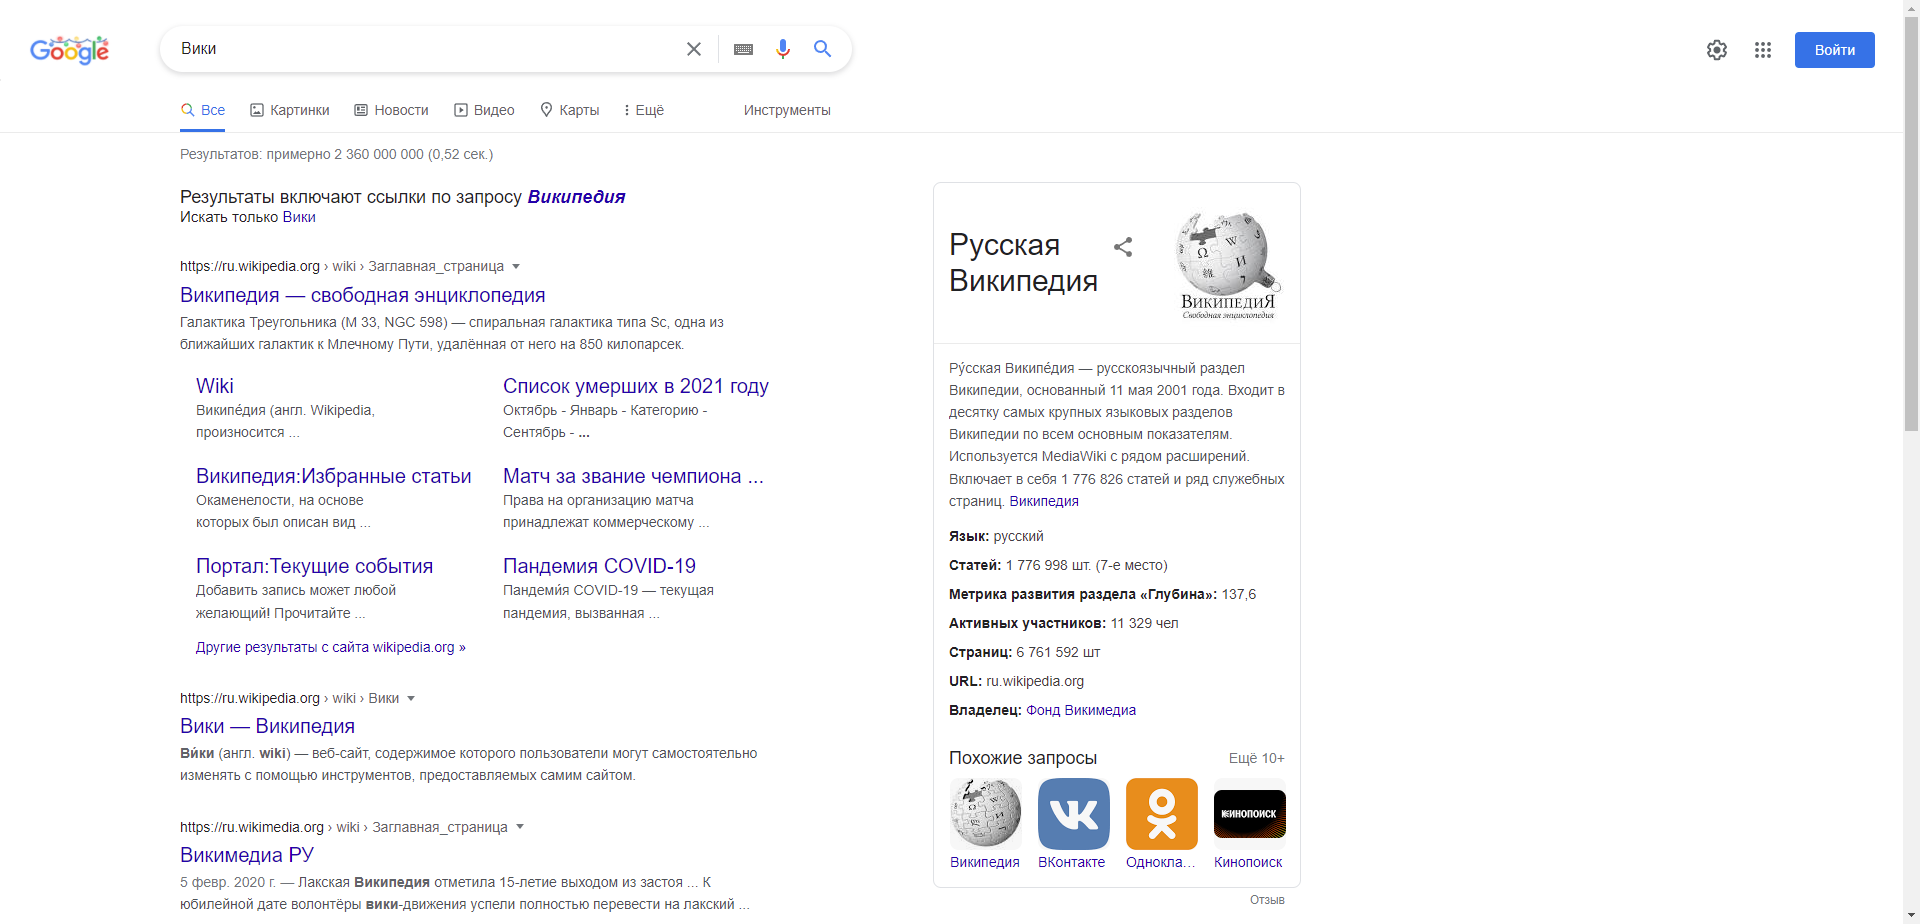 Google
Вики
Войти
Все
Картинки
Новости
Видео
Карты
Ещё
Инструменты
Результатов: примерно 2 360 000 000 (0,52 сек.)
Результаты включают ссылки по запросу Википедия
Искать только Вики
https://ru.wikipedia.org › wiki › Заглавная_страница
Википедия — свободная энциклопедия
Галактика Треугольника (M 33, NGC 598) — спиральная галактика типа Sc, одна из
ближайших галактик к Млечному Пути, удалённая от него на 850 килопарсек.
Wiki
Википе́дия (англ. Wikipedia,
произносится ...
Список умерших в 2021 году
Октябрь - Январь - Категорию -
Сентябрь - ...
Википедия:Избранные статьи
Окаменелости, на основе
которых был описан вид ...
Матч за звание чемпиона ...
Права на организацию матча
принадлежат коммерческому ...
Портал:Текущие события
Добавить запись может любой
желающий! Прочитайте ...
Пандемия COVID-19
Пандеми́я COVID-19 — текущая
пандемия, вызванная ...
Другие результаты с сайта wikipedia.org »
https://ru.wikipedia.org › wiki › Вики
Вики — Википедия
Ви́ки (англ. wiki) — веб-сайт, содержимое которого пользователи могут самостоятельно
изменять с помощью инструментов, предоставляемых самим сайтом.
https://ru.wikimedia.org › wiki › Заглавная_страница
Викимедиа РУ
5 февр. 2020 г. — Лакская Википедия отметила 15-летие выходом из застоя ... К
юбилейной дате волонтёры вики-движения успели полностью перевести на лакский ...
Русская
Википедия
ВикипедиЯ
Свободная энциклопедия
Ру́сская Википе́дия — русскоязычный раздел
Википедии, основанный 11 мая 2001 года. Входит в
десятку самых крупных языковых разделов
Википедии по всем основным показателям.
Используется MediaWiki с рядом расширений.
Включает в себя 1 776 826 статей и ряд служебных
страниц. Википедия
Язык: русский
Статей: 1 776 998 шт. (7-е место)
Метрика развития раздела «Глубина»: 137,6
Активных участников: 11 329 чел
Страниц: 6 761 592 шт
URL: ru.wikipedia.org
Владелец: Фонд Викимедиа
Похожие запросы
Ещё 10+
КИНОПОИСК
Википедия
ВКонтакте
Однокла...
Кинопоиск
Отзыв